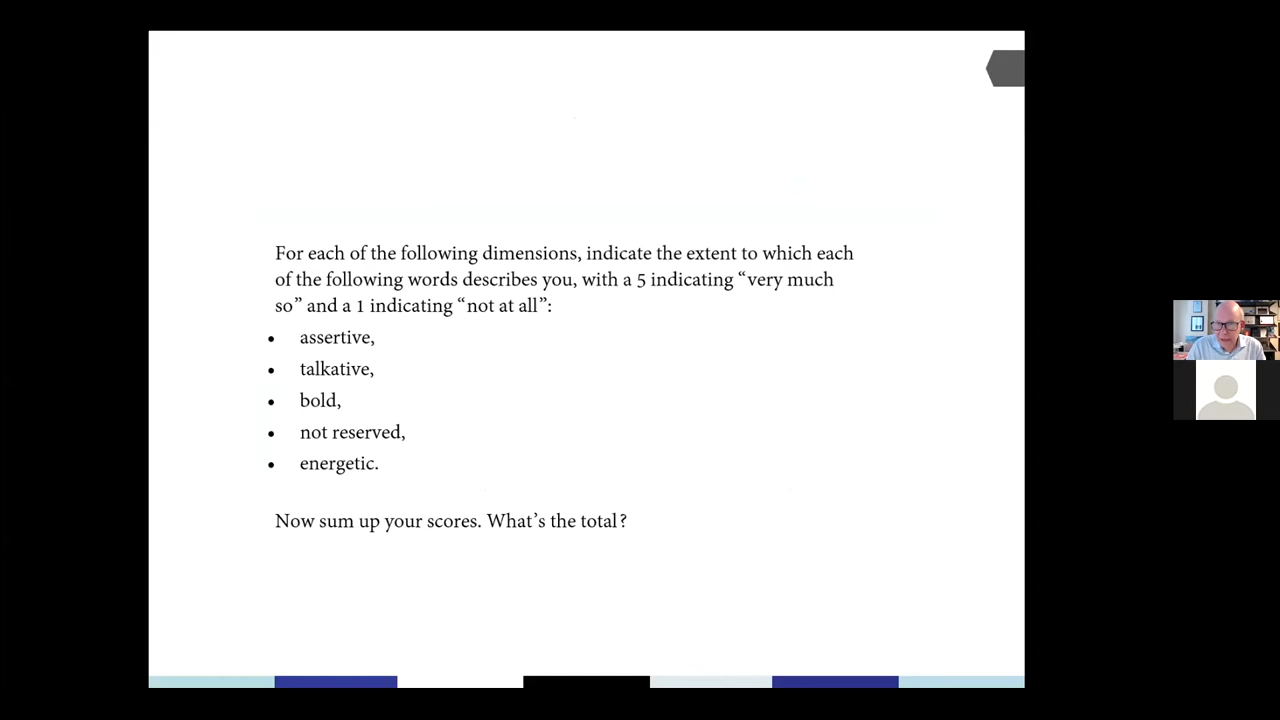 For each of the following dimensions, indicate the extent to which each
of the following words describes you, with a 5 indicating “very much
so” and a 1 indicating “not at all”:
• assertive,
• talkative,
• bold,
• not reserved,
• energetic.
Now sum up your scores. What’s the total?